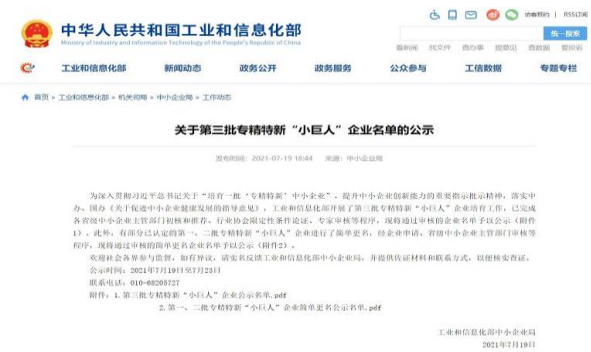 访客预约 | RSS订阅
中华人民共和国工业和信息化部
Ministry of Industry and Information Technology of the People's Republic of China
统一搜索
看新闻 找文件 查办事 提意见 查数据 要投诉
工业和信息化部 新闻动态 政务公开 政务服务 公众参与 工信数据 专题专栏
首页 » 工业和信息化部 » 机关司局 » 中小企业局 » 工作动态
关于第三批专精特新“小巨人”企业名单的公示
发布时间：2021-07-19 18:44 来源：中小企业局
为深入贯彻习近平总书记关于“培育一批‘专精特新’中小企业”、提升中小企业创新能力的重要指示批示精神，落实中
办、国办《关于促进中小企业健康发展的指导意见》，工业和信息化部开展了第三批专精特新“小巨人”企业培育工作，已完成
各省级中小企业主管部门初核和推荐、行业协会限定性条件论证、专家审核等程序，现将通过审核的企业名单予以公示（附件
1）。此外，有部分已认定的第一、二批专精特新“小巨人”企业进行了简单更名，经企业申请、省级中小企业主管部门审核等
程序，现将通过审核的简单更名企业名单予以公示（附件2）。
欢迎社会各界参与监督，如有异议，请实名反馈工业和信息化部中小企业局，并提供佐证材料和联系方式，以便核实查证。
公示时间：2021年7月19日至7月23日
联系电话：010-68205727
附件：1.第三批专精特新“小巨人”企业公示名单.pdf
2.第一、二批专精特新“小巨人”企业简单更名公示名单.pdf
工业和信息化部中小企业局
2021年7月19日